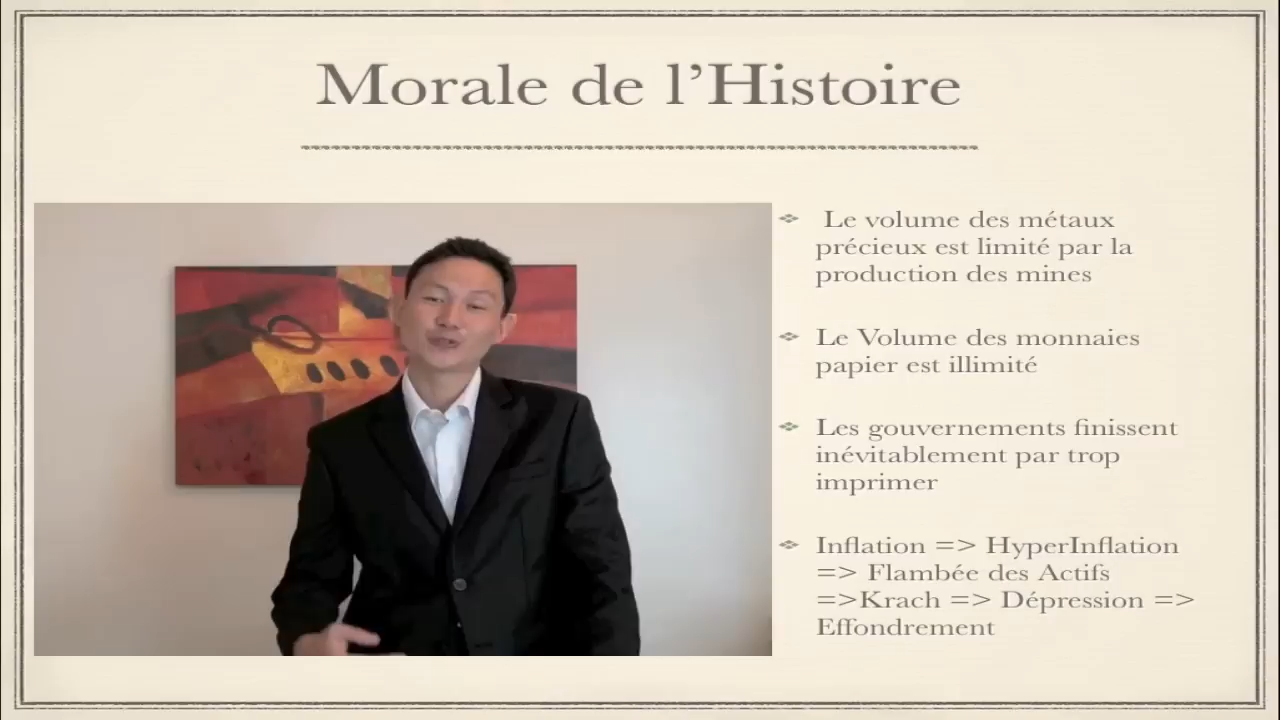 Morale de l'Histoire
Le volume des métaux
précieux est limité par la
production des mines
Le Volume des monnaies
papier est illimité
Les gouvernements finissent
inévitablement par trop
imprimer
Inflation => HyperInflation
=> Flambée des Actifs
=>Krach => Dépression =>
Effondrement